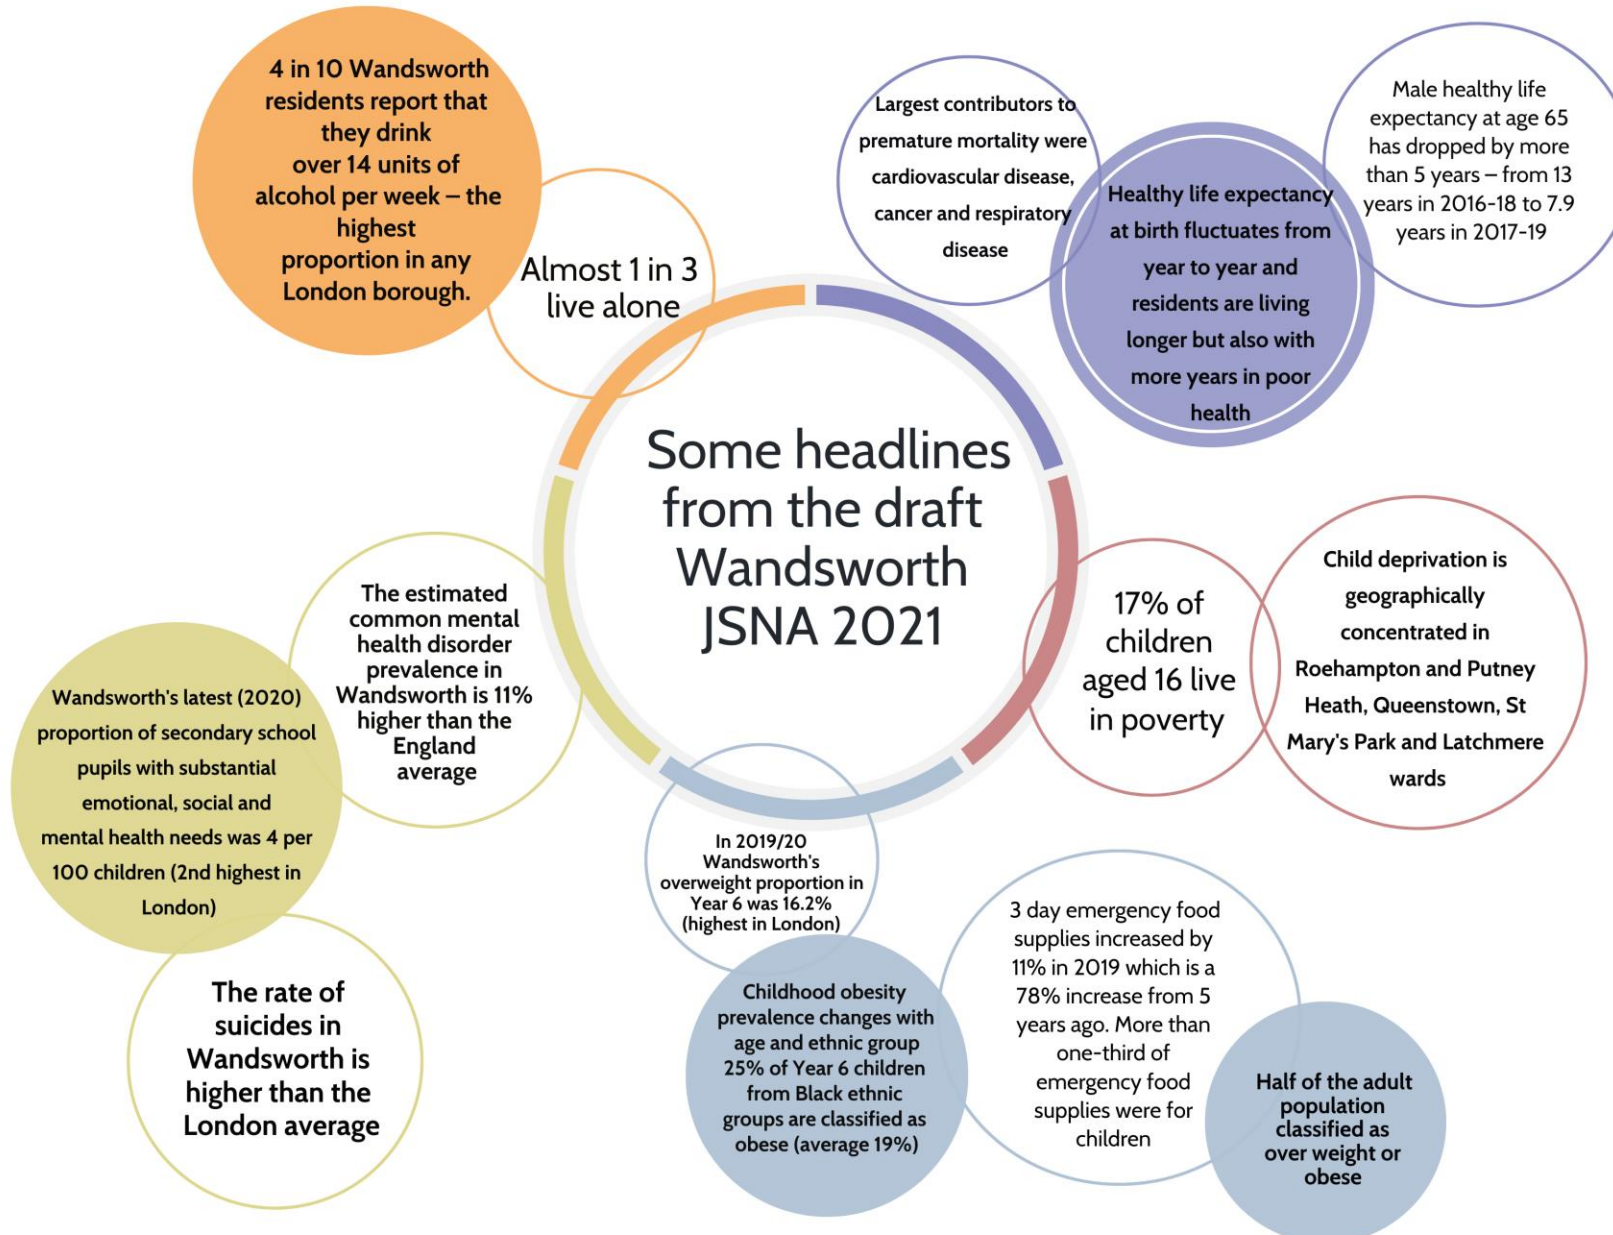 4 in 10 Wandsworth
residents report that
they drink
over 14 units of
alcohol per week – the
highest
proportion in any
London borough.
Almost 1 in 3
live alone
Largest contributors to
premature mortality were
cardiovascular disease,
cancer and respiratory
disease
Healthy life expectancy
at birth fluctuates from
year to year and
residents are living
longer but also with
more years in poor
health
Male healthy life
expectancy at age 65
has dropped by more
than 5 years – from 13
years in 2016-18 to 7.9
years in 2017-19
Some headlines
from the draft
Wandsworth
JSNA 2021
17% of
children
aged 16 live
in poverty
Child deprivation is
geographically
concentrated in
Roehampton and Putney
Heath, Queenstown, St
Mary's Park and Latchmere
wards
The estimated
common mental
health disorder
prevalence in
Wandsworth is 11%
higher than the
England
average
Wandsworth's latest (2020)
proportion of secondary school
pupils with substantial
emotional, social and
mental health needs was 4 per
100 children (2nd highest in
London)
The rate of
suicides in
Wandsworth is
higher than the
London average
In 2019/20
Wandsworth's
overweight proportion in
Year 6 was 16.2%
(highest in London)
Childhood obesity
prevalence changes with
age and ethnic group
25% of Year 6 children
from Black ethnic
groups are classified as
obese (average 19%)
3 day emergency food
supplies increased by
11% in 2019 which is a
78% increase from 5
years ago. More than
one-third of
emergency food
supplies were for
children
Half of the adult
population
classified as
over weight or
obese